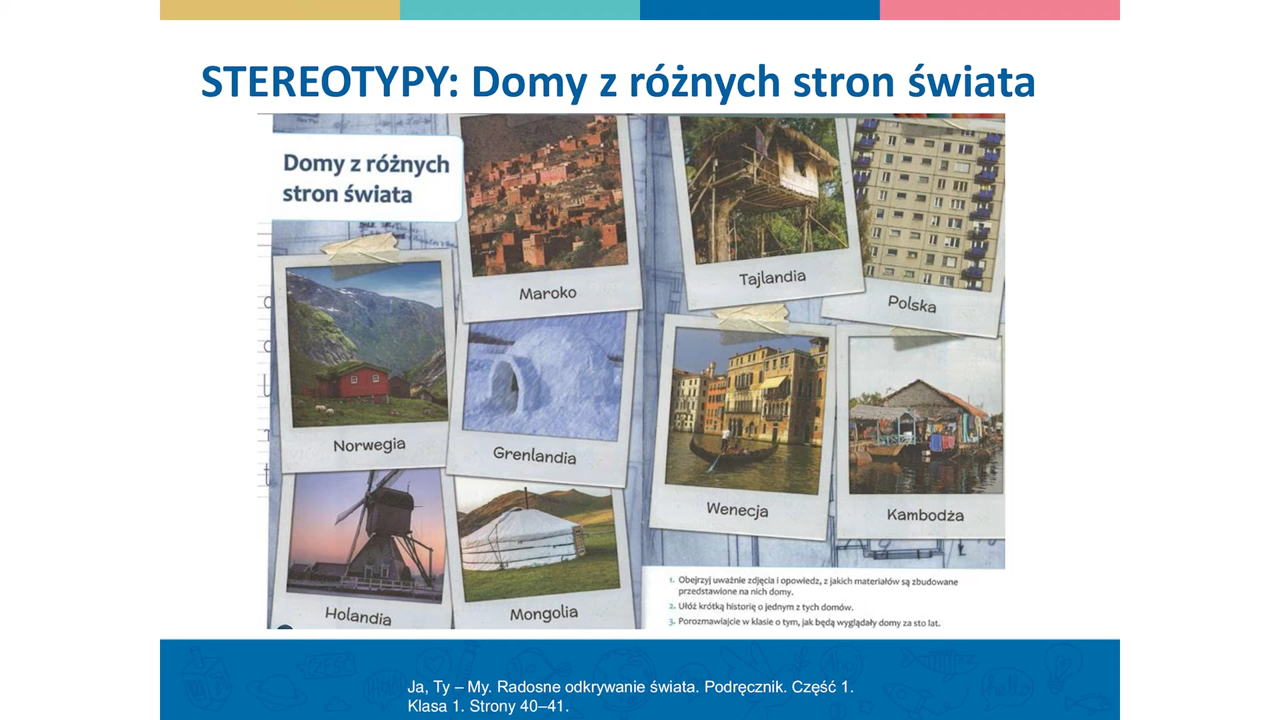 STEREOTYPY: Domy z różnych stron świata
Domy z różnych
stron świata
Maroko
Tajlandia
Polska
Norwegia
Grenlandia
Wenecja
Kambodża
Holandia
Mongolia
1. Obejrzyj uważnie zdjęcia i opowiedz, z jakich materiałów są zbudowane
przedstawione na nich domy.
2. Ułóż krótką historię o jednym z tych domów.
3. Porozmawiajcie w klasie o tym, jak będą wyglądały domy za sto lat.
CZEŚĆ
hello
Ja, Ty – My. Radosne odkrywanie świata. Podręcznik. Część 1.
Klasa 1. Strony 40–41.